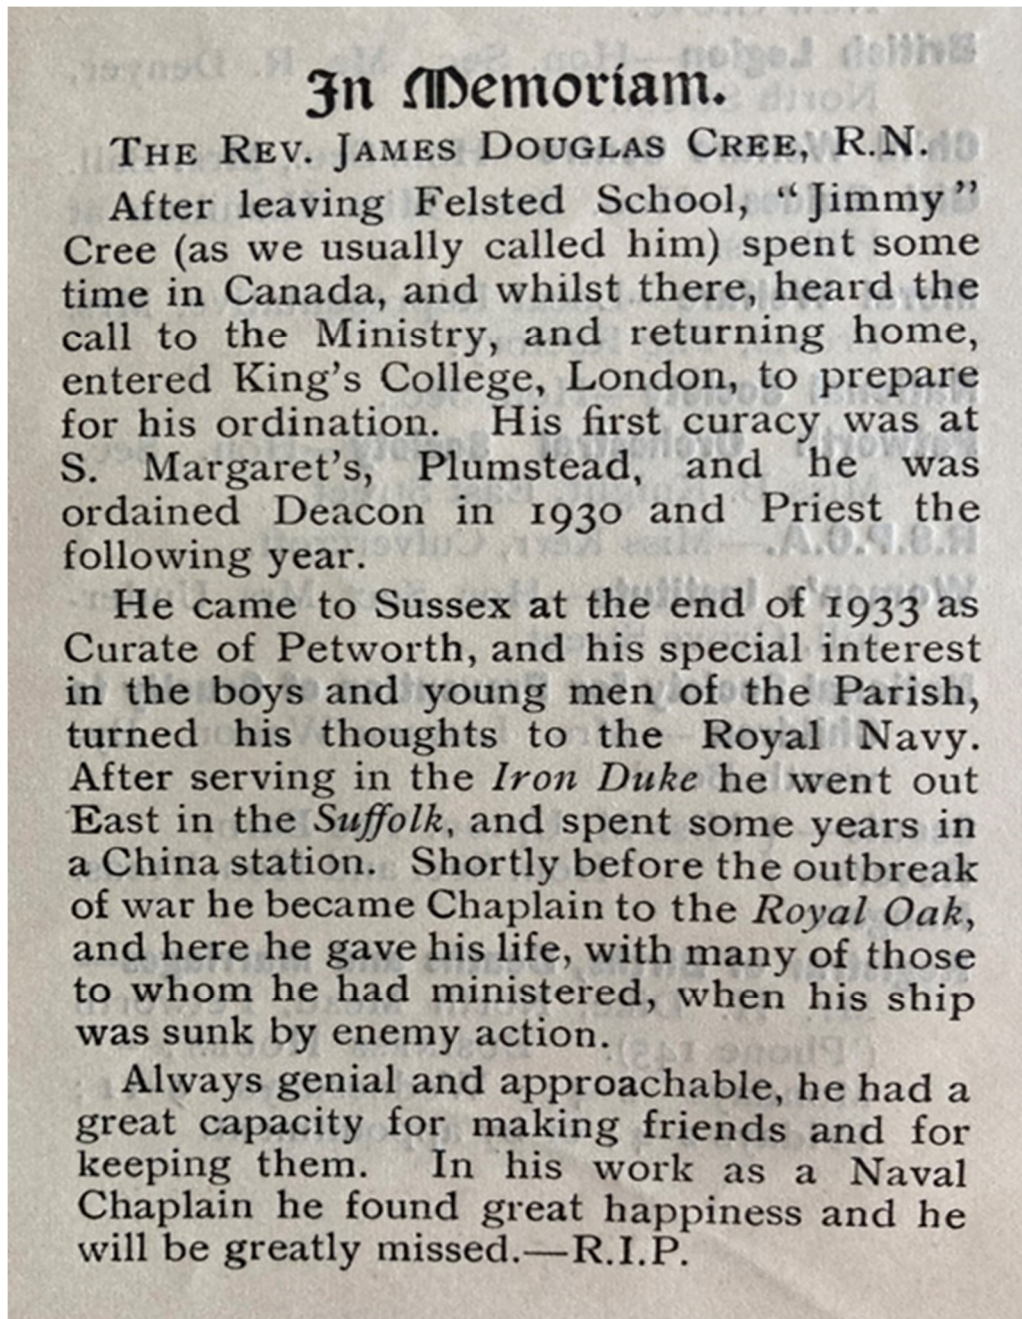 In Memoriam.
THE REV. JAMES DOUGLAS CREE, R.N.
After leaving Felsted School, “Jimmy”
Cree (as we usually called him) spent some
time in Canada, and whilst there, heard the
call to the Ministry, and returning home,
entered King's College, London, to prepare
for his ordination. His first curacy was at
S. Margaret's, Plumstead, and he was
ordained Deacon in 1930 and Priest the
following year.
He came to Sussex at the end of 1933 as
Curate of Petworth, and his special interest
in the boys and young men of the Parish,
turned his thoughts to the Royal Navy.
After serving in the Iron Duke he went out
East in the Suffolk, and spent some years in
a China station. Shortly before the outbreak
of war he became Chaplain to the Royal Oak,
and here he gave his life, with many of those
to whom he had ministered, when his ship
was sunk by enemy action.
Always genial and approachable, he had a
great capacity for making friends and for
keeping them. In his work as a Naval
Chaplain he found great happiness and he
will be greatly missed.—R.I.P.